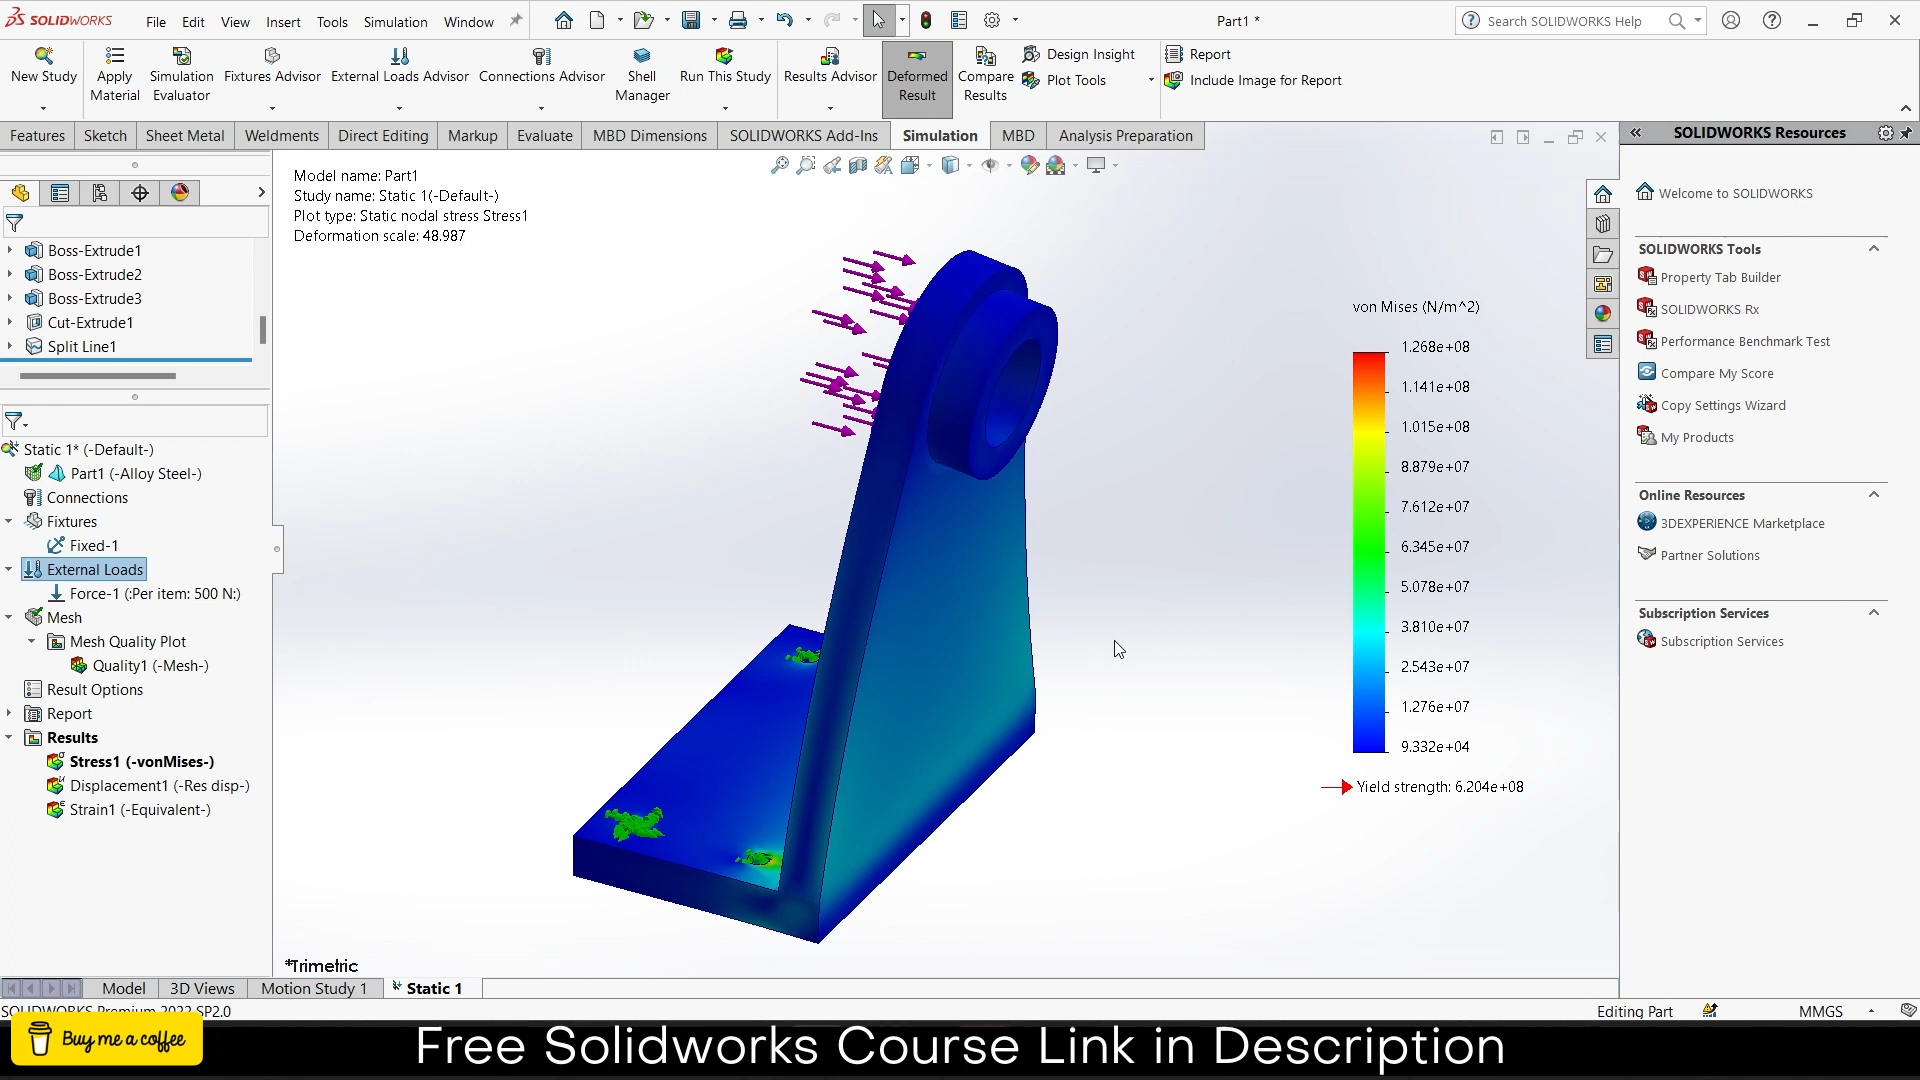 SOLIDWORKS
File Edit View Insert Tools Simulation Window
Part1 *
Search SOLIDWORKS Help
New Study
Apply Material
Simulation Evaluator
Fixtures Advisor
External Loads Advisor
Connections Advisor
Shell Manager
Run This Study
Results Advisor
Deformed Result
Compare Results
Design Insight
Plot Tools
Report
Include Image for Report
Features Sketch Sheet Metal Weldments Direct Editing Markup Evaluate MBD Dimensions SOLIDWORKS Add-Ins Simulation MBD Analysis Preparation
Boss-Extrude1
Boss-Extrude2
Boss-Extrude3
Cut-Extrude1
Split Line1
Static 1* (-Default-)
Part1 (-Alloy Steel-)
Connections
Fixtures
Fixed-1
External Loads
Force-1 (:Per item: 500 N:)
Mesh
Mesh Quality Plot
Quality1 (-Mesh-)
Result Options
Report
Results
Stress1 (-vonMises-)
Displacement1 (-Res disp-)
Strain1 (-Equivalent-)
Model name: Part1
Study name: Static 1(-Default-)
Plot type: Static nodal stress Stress1
Deformation scale: 48.987
von Mises (N/m^2)
1.268e+08
1.141e+08
1.015e+08
8.879e+07
7.612e+07
6.345e+07
5.078e+07
3.810e+07
2.543e+07
1.276e+07
9.332e+04
Yield strength: 6.204e+08
*Trimetric
SOLIDWORKS Resources
Welcome to SOLIDWORKS
SOLIDWORKS Tools
Property Tab Builder
SOLIDWORKS Rx
Performance Benchmark Test
Compare My Score
Copy Settings Wizard
My Products
Online Resources
3DEXPERIENCE Marketplace
Partner Solutions
Subscription Services
Subscription Services
Model 3D Views Motion Study 1 Static 1
SOLIDWORKS Premium 2022 SP2.0
Editing Part
MMGS
Buy me a coffee
Free Solidworks Course Link in Description